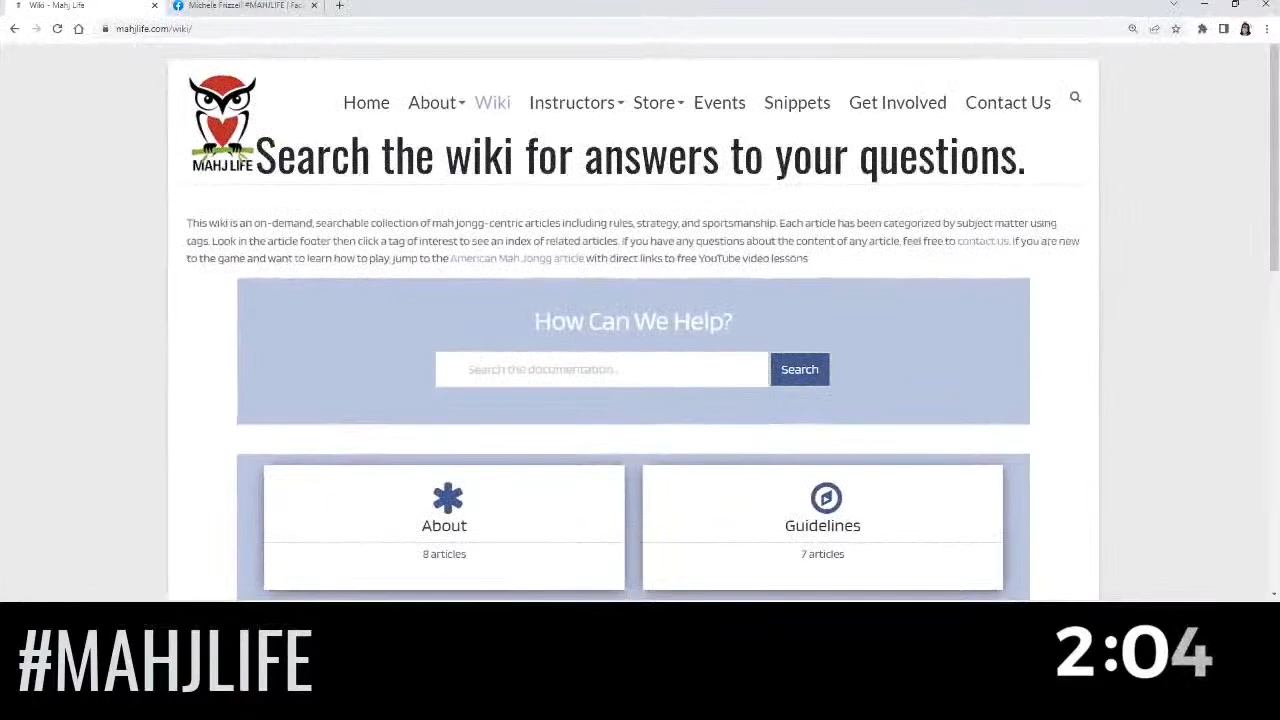 Wiki - Mahj Life
Michele Frizzell #MAHJLIFE | Fac
mahjlife.com/wiki/
MAHJ LIFE
Home About Wiki Instructors Store Events Snippets Get Involved Contact Us
Search the wiki for answers to your questions.
This wiki is an on-demand, searchable collection of mah jongg-centric articles including rules, strategy, and sportsmanship. Each article has been categorized by subject matter using
tags. Look in the article footer then click a tag of interest to see an index of related articles. If you have any questions about the content of any article, feel free to contact us. If you are new
to the game and want to learn how to play, jump to the American Mah Jongg article with direct links to free YouTube video lessons
How Can We Help?
Search the documentation...
Search
About
8 articles
Guidelines
7 articles
#MAHJLIFE
2:04